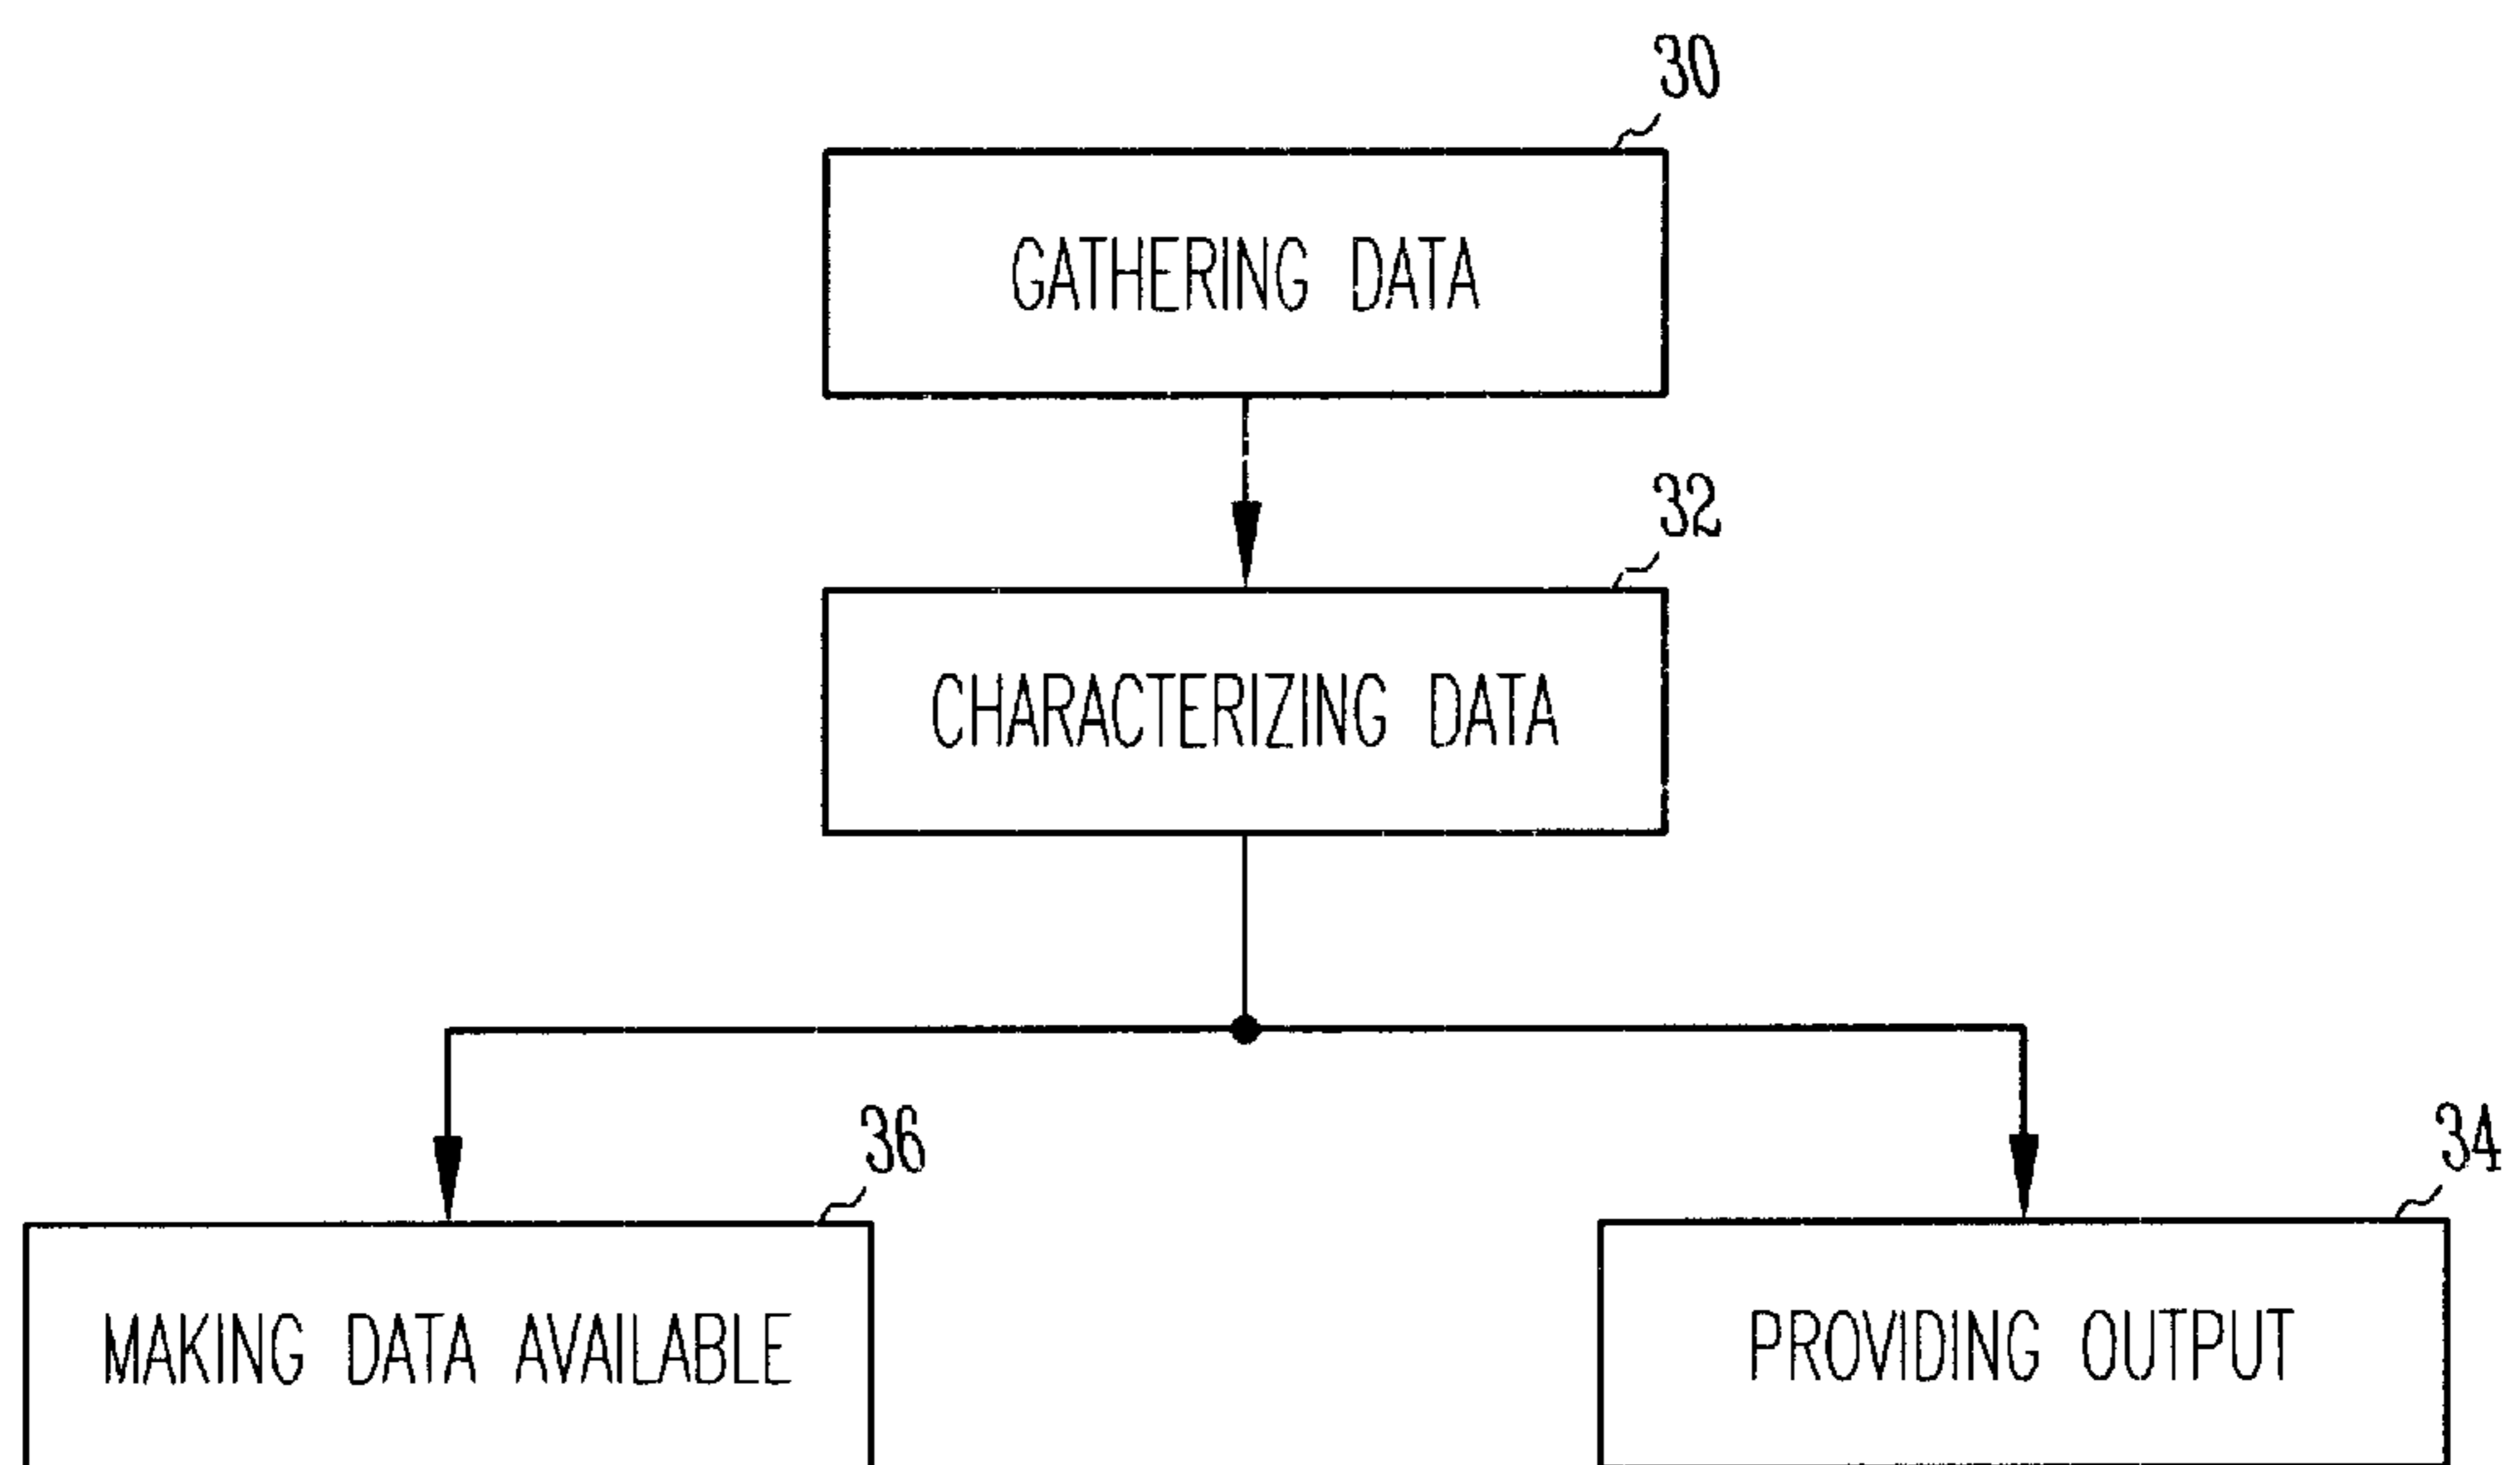 30
GATHERING DATA
32
CHARACTERIZING DATA
36
34
MAKING DATA AVAILABLE
PROVIDING OUTPUT